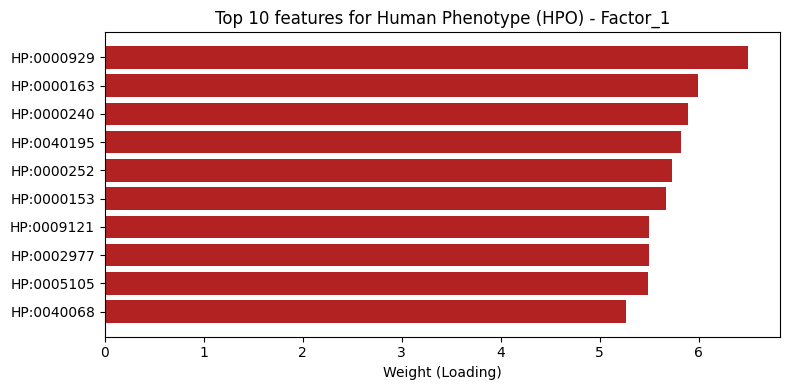 Top 10 features for Human Phenotype (HPO) - Factor_1
HP:0000929
HP:0000163
HP:0000240
HP:0040195
HP:0000252
HP:0000153
HP:0009121
HP:0002977
HP:0005105
HP:0040068
0 1 2 3 4 5 6
Weight (Loading)